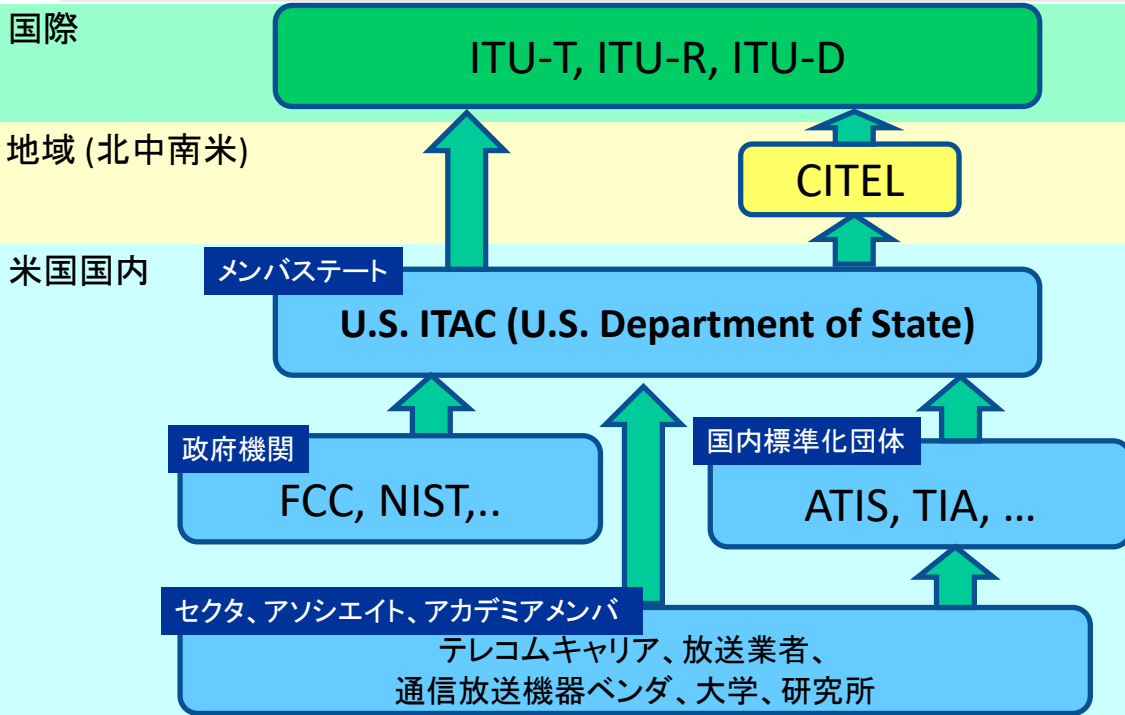 国際
ITU-T, ITU-R, ITU-D
地域 (北中南米)
CITEL
米国国内
メンバステート
U.S. ITAC (U.S. Department of State)
政府機関
FCC, NIST,..
国内標準化団体
ATIS, TIA, ...
セクタ、アソシエイト、アカデミアメンバ
テレコムキャリア、放送業者、
通信放送機器ベンダ、大学、研究所